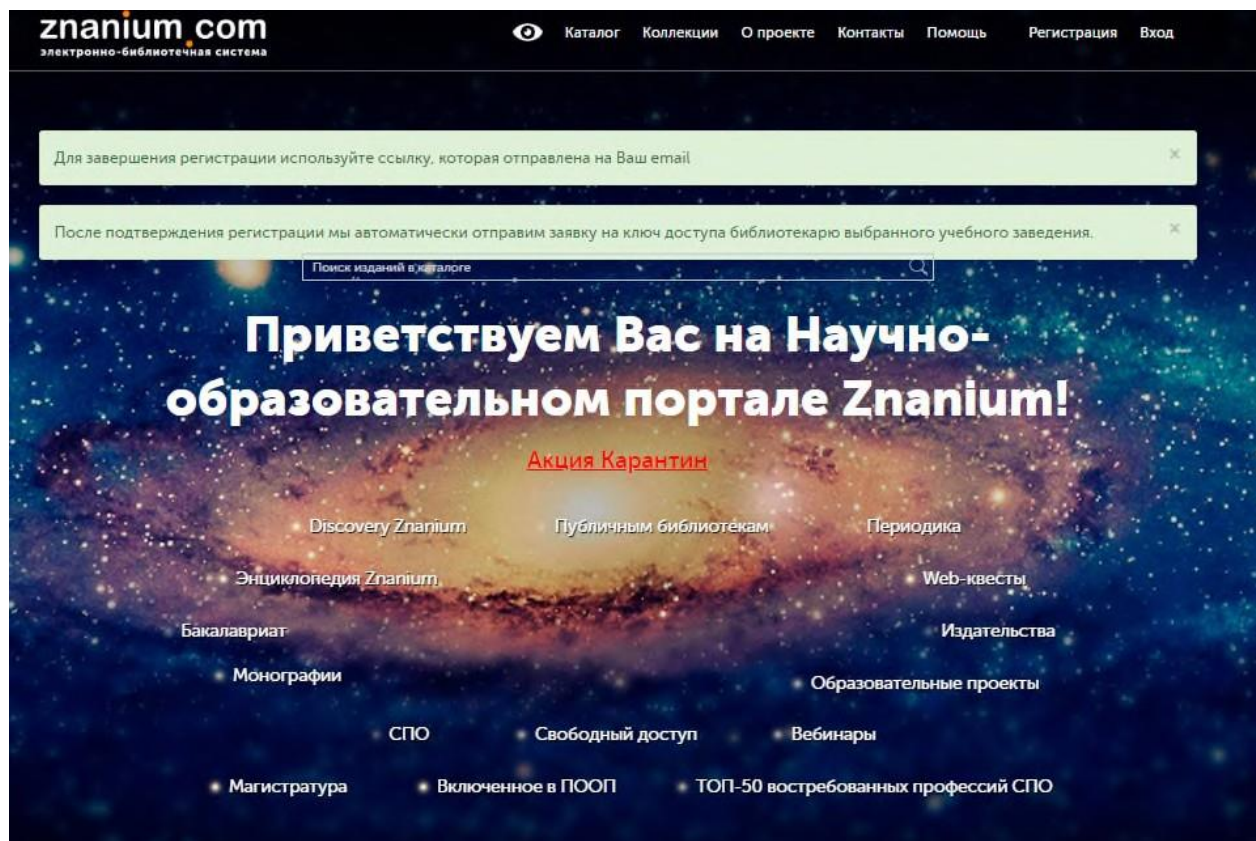 znanium.com
электронно-библиотечная система
Каталог Коллекции О проекте Контакты Помощь Регистрация Вход
Для завершения регистрации используйте ссылку, которая отправлена на Ваш email
После подтверждения регистрации мы автоматически отправим заявку на ключ доступа библиотекарю выбранного учебного заведения.
Поиск изданий в каталоге
Приветствуем Вас на Научно-
образовательном портале Znanium!
Акция Карантин
Discovery Znanium Публичным библиотекам Периодика
Энциклопедия Znanium Web-квесты
Бакалавриат Издательства
Монографии Образовательные проекты
СПО Свободный доступ Вебинары
Магистратура Включенное в ПООП ТОП-50 востребованных профессий СПО